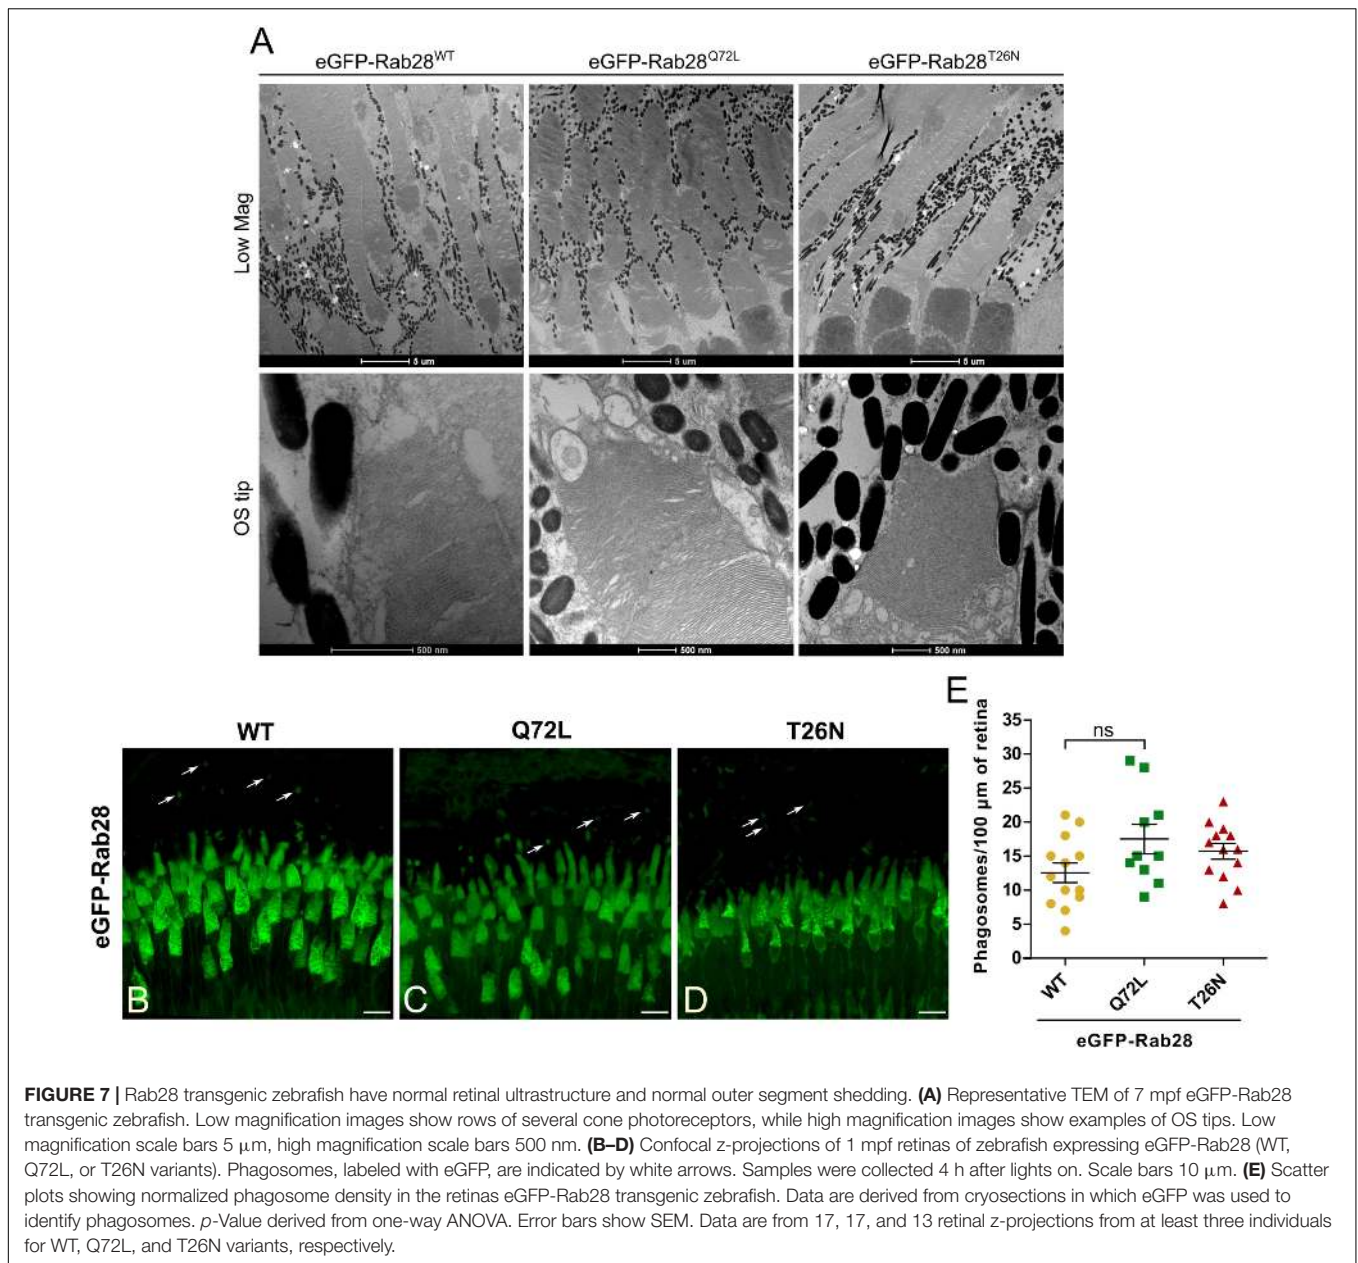 A
eGFP-Rab28WT eGFP-Rab28Q72L eGFP-Rab28T26N
Low Mag
5 um 5 um 5 um
OS tip
500 nm 500 nm 500 nm
WT Q72L T26N
eGFP-Rab28
B C D
E
Phagosomes/100 µm of retina
35
30
25
20
15
10
5
0
ns
WT Q72L T26N
eGFP-Rab28
FIGURE 7 | Rab28 transgenic zebrafish have normal retinal ultrastructure and normal outer segment shedding. (A) Representative TEM of 7 mpf eGFP-Rab28
transgenic zebrafish. Low magnification images show rows of several cone photoreceptors, while high magnification images show examples of OS tips. Low
magnification scale bars 5 µm, high magnification scale bars 500 nm. (B–D) Confocal z-projections of 1 mpf retinas of zebrafish expressing eGFP-Rab28 (WT,
Q72L, or T26N variants). Phagosomes, labeled with eGFP, are indicated by white arrows. Samples were collected 4 h after lights on. Scale bars 10 µm. (E) Scatter
plots showing normalized phagosome density in the retinas eGFP-Rab28 transgenic zebrafish. Data are derived from cryosections in which eGFP was used to
identify phagosomes. p-Value derived from one-way ANOVA. Error bars show SEM. Data are from 17, 17, and 13 retinal z-projections from at least three individuals
for WT, Q72L, and T26N variants, respectively.